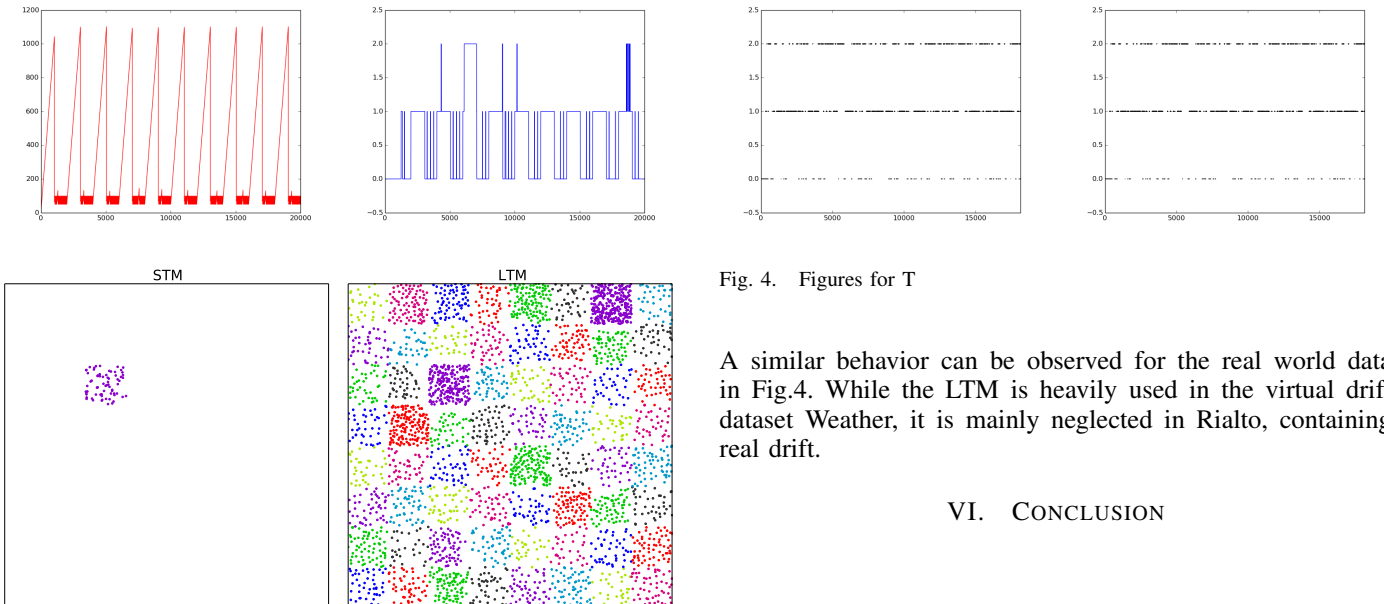 1200
1000
800
600
400
200
0
0 5000 10000 15000 20000
2.5
2.0
1.5
1.0
0.5
0.0
−0.5
0 5000 10000 15000 20000
STM
LTM
2.5
2.0
1.5
1.0
0.5
0.0
−0.5
0 5000 10000 15000
2.5
2.0
1.5
1.0
0.5
0.0
−0.5
0 5000 10000 15000
Fig. 4. Figures for T
A similar behavior can be observed for the real world data
in Fig.4. While the LTM is heavily used in the virtual drif
dataset Weather, it is mainly neglected in Rialto, containing
real drift.
VI. CONCLUSION